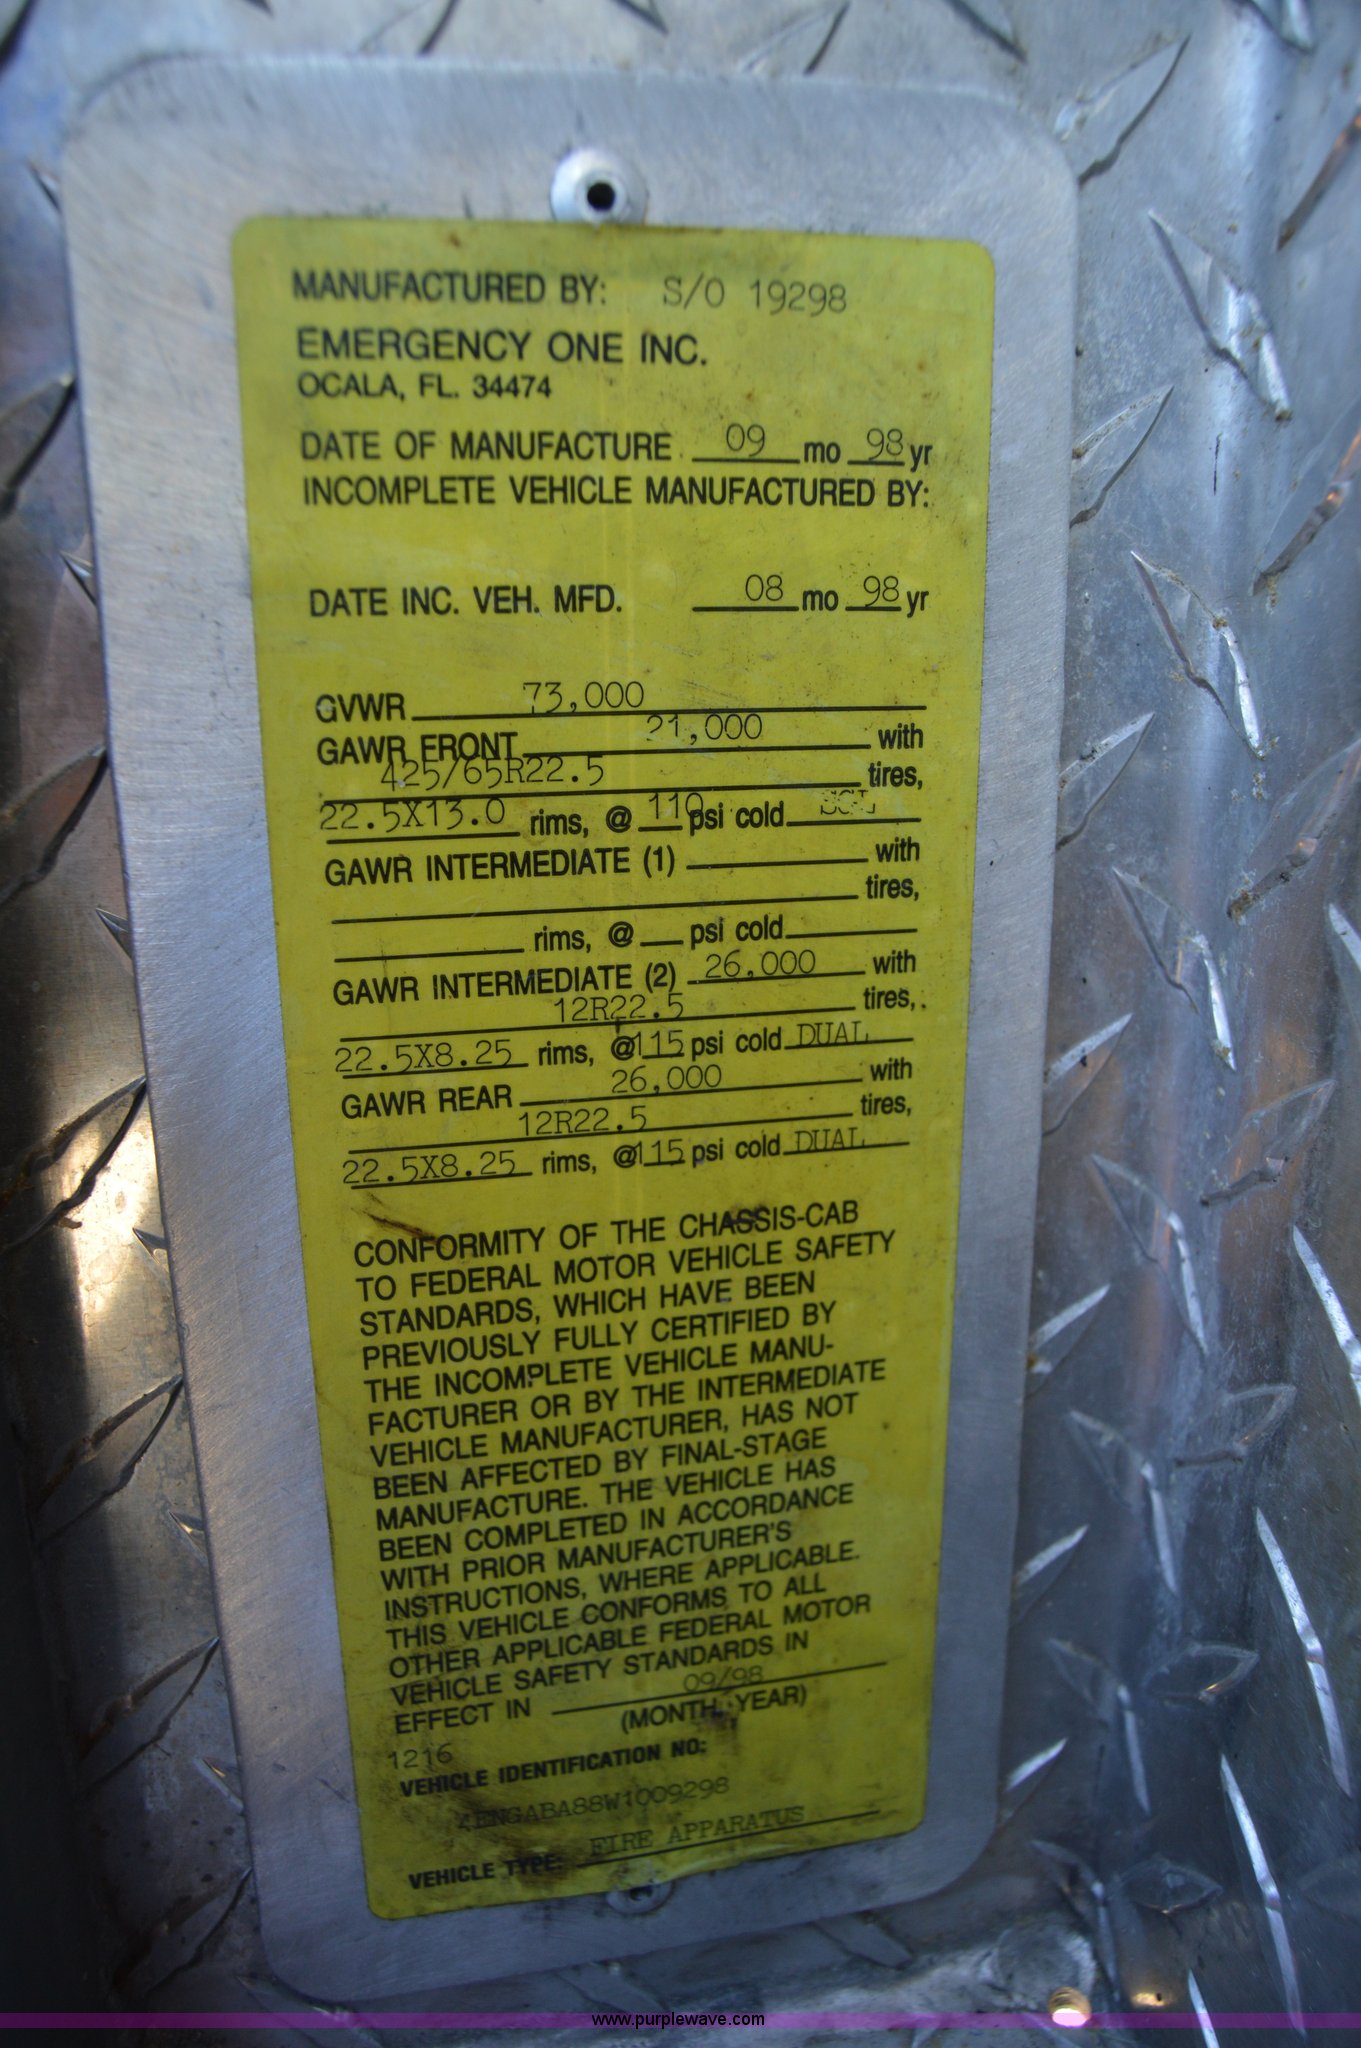 MANUFACTURED BY: S/O 19298
EMERGENCY ONE INC.
OCALA, FL. 34474
DATE OF MANUFACTURE 09 mo 98 yr
INCOMPLETE VEHICLE MANUFACTURED BY:
DATE INC. VEH. MFD. 08 mo 98 yr
GVWR 73,000
GAWR FRONT 21,000 with
425/65R22.5 tires,
22.5X13.0 rims, @ 110 psi cold SGL
GAWR INTERMEDIATE (1) with
tires,
rims, @ psi cold
GAWR INTERMEDIATE (2) 26,000 with
12R22.5 tires,
22.5X8.25 rims, @ 115 psi cold DUAL
GAWR REAR 26,000 with
12R22.5 tires,
22.5X8.25 rims, @ 115 psi cold DUAL
CONFORMITY OF THE CHASSIS-CAB
TO FEDERAL MOTOR VEHICLE SAFETY
STANDARDS, WHICH HAVE BEEN
PREVIOUSLY FULLY CERTIFIED BY
THE INCOMPLETE VEHICLE MANU-
FACTURER OR BY THE INTERMEDIATE
VEHICLE MANUFACTURER, HAS NOT
BEEN AFFECTED BY FINAL-STAGE
MANUFACTURE. THE VEHICLE HAS
BEEN COMPLETED IN ACCORDANCE
WITH PRIOR MANUFACTURER'S
INSTRUCTIONS, WHERE APPLICABLE.
THIS VEHICLE CONFORMS TO ALL
OTHER APPLICABLE FEDERAL MOTOR
VEHICLE SAFETY STANDARDS IN
EFFECT IN 09/98
(MONTH, YEAR)
1216
VEHICLE IDENTIFICATION NO:
4ENGABA88W1009298
VEHICLE TYPE: FIRE APPARATUS
www.purplewave.com